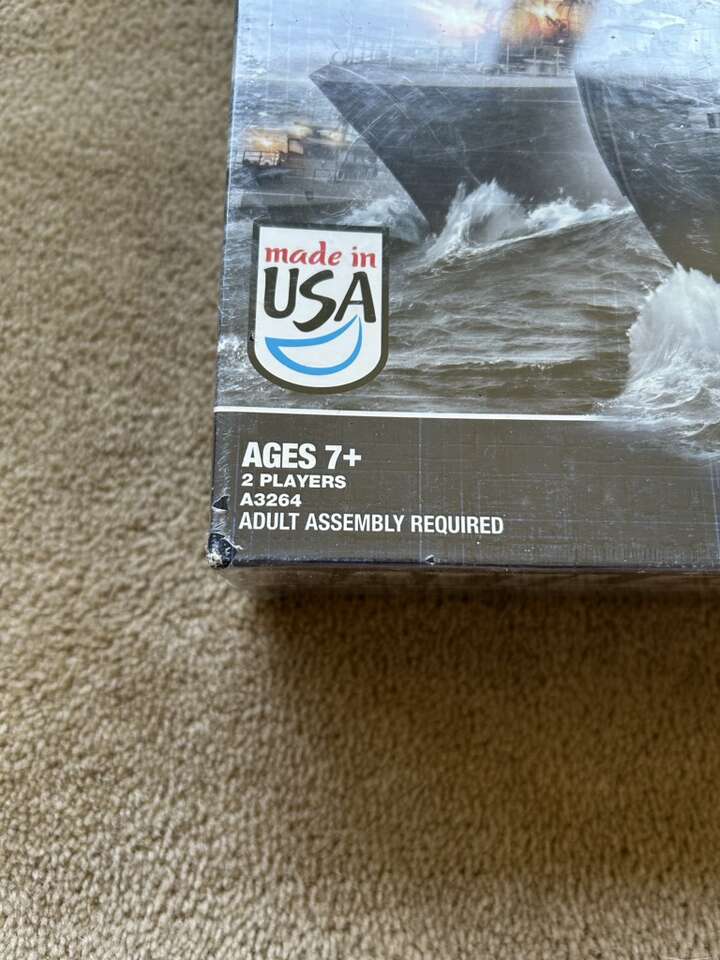 made in
USA
AGES 7+
2 PLAYERS
A3264
ADULT ASSEMBLY REQUIRED